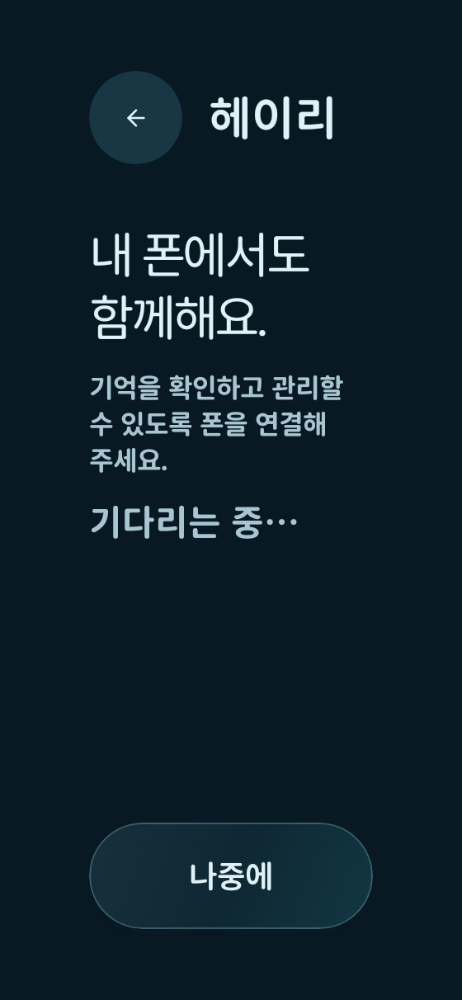 헤이리
내 폰에서도
함께해요.
기억을 확인하고 관리할
수 있도록 폰을 연결해
주세요.
기다리는 중…
나중에